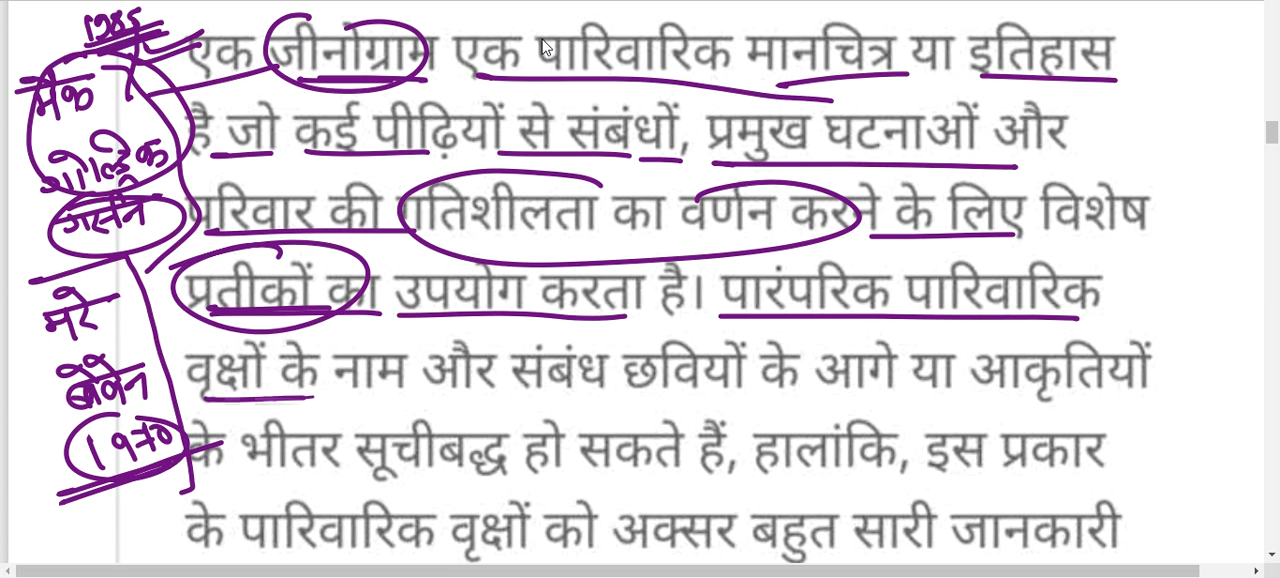 1985
मैक
गोल्ड्रिक
गर्सन
मरे
बोवेन
1970
एक जीनोग्राम एक पारिवारिक मानचित्र या इतिहास
है जो कई पीढ़ियों से संबंधों, प्रमुख घटनाओं और
परिवार की गतिशीलता का वर्णन करने के लिए विशेष
प्रतीकों का उपयोग करता है। पारंपरिक पारिवारिक
वृक्षों के नाम और संबंध छवियों के आगे या आकृतियों
के भीतर सूचीबद्ध हो सकते हैं, हालांकि, इस प्रकार
के पारिवारिक वृक्षों को अक्सर बहुत सारी जानकारी